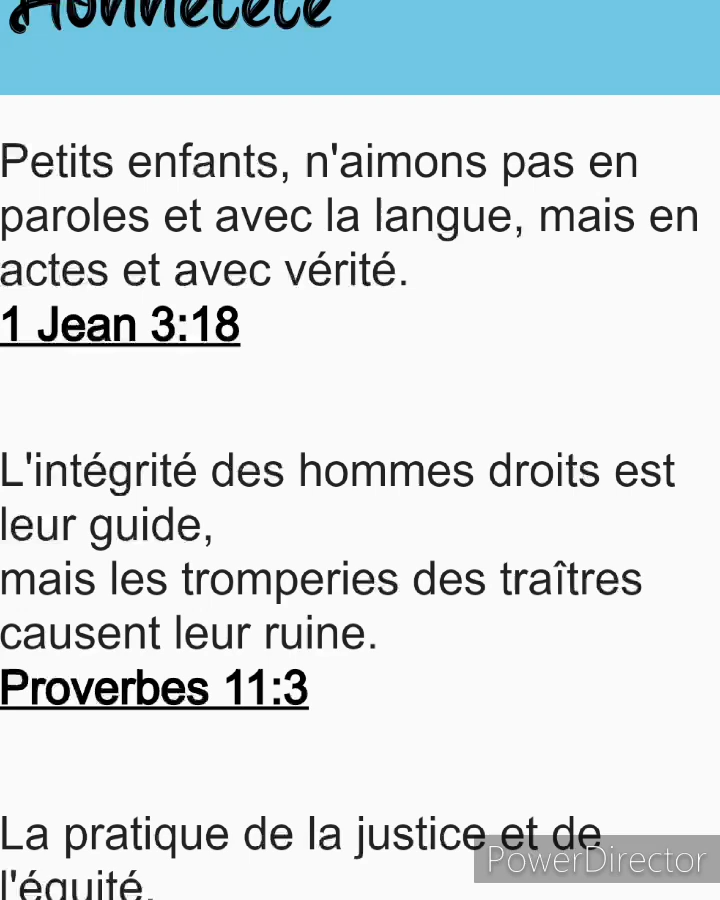 Honnêteté
Petits enfants, n'aimons pas en
paroles et avec la langue, mais en
actes et avec vérité.
1 Jean 3:18
L'intégrité des hommes droits est
leur guide,
mais les tromperies des traîtres
causent leur ruine.
Proverbes 11:3
La pratique de la justice et de
PowerDirector
l'équité,